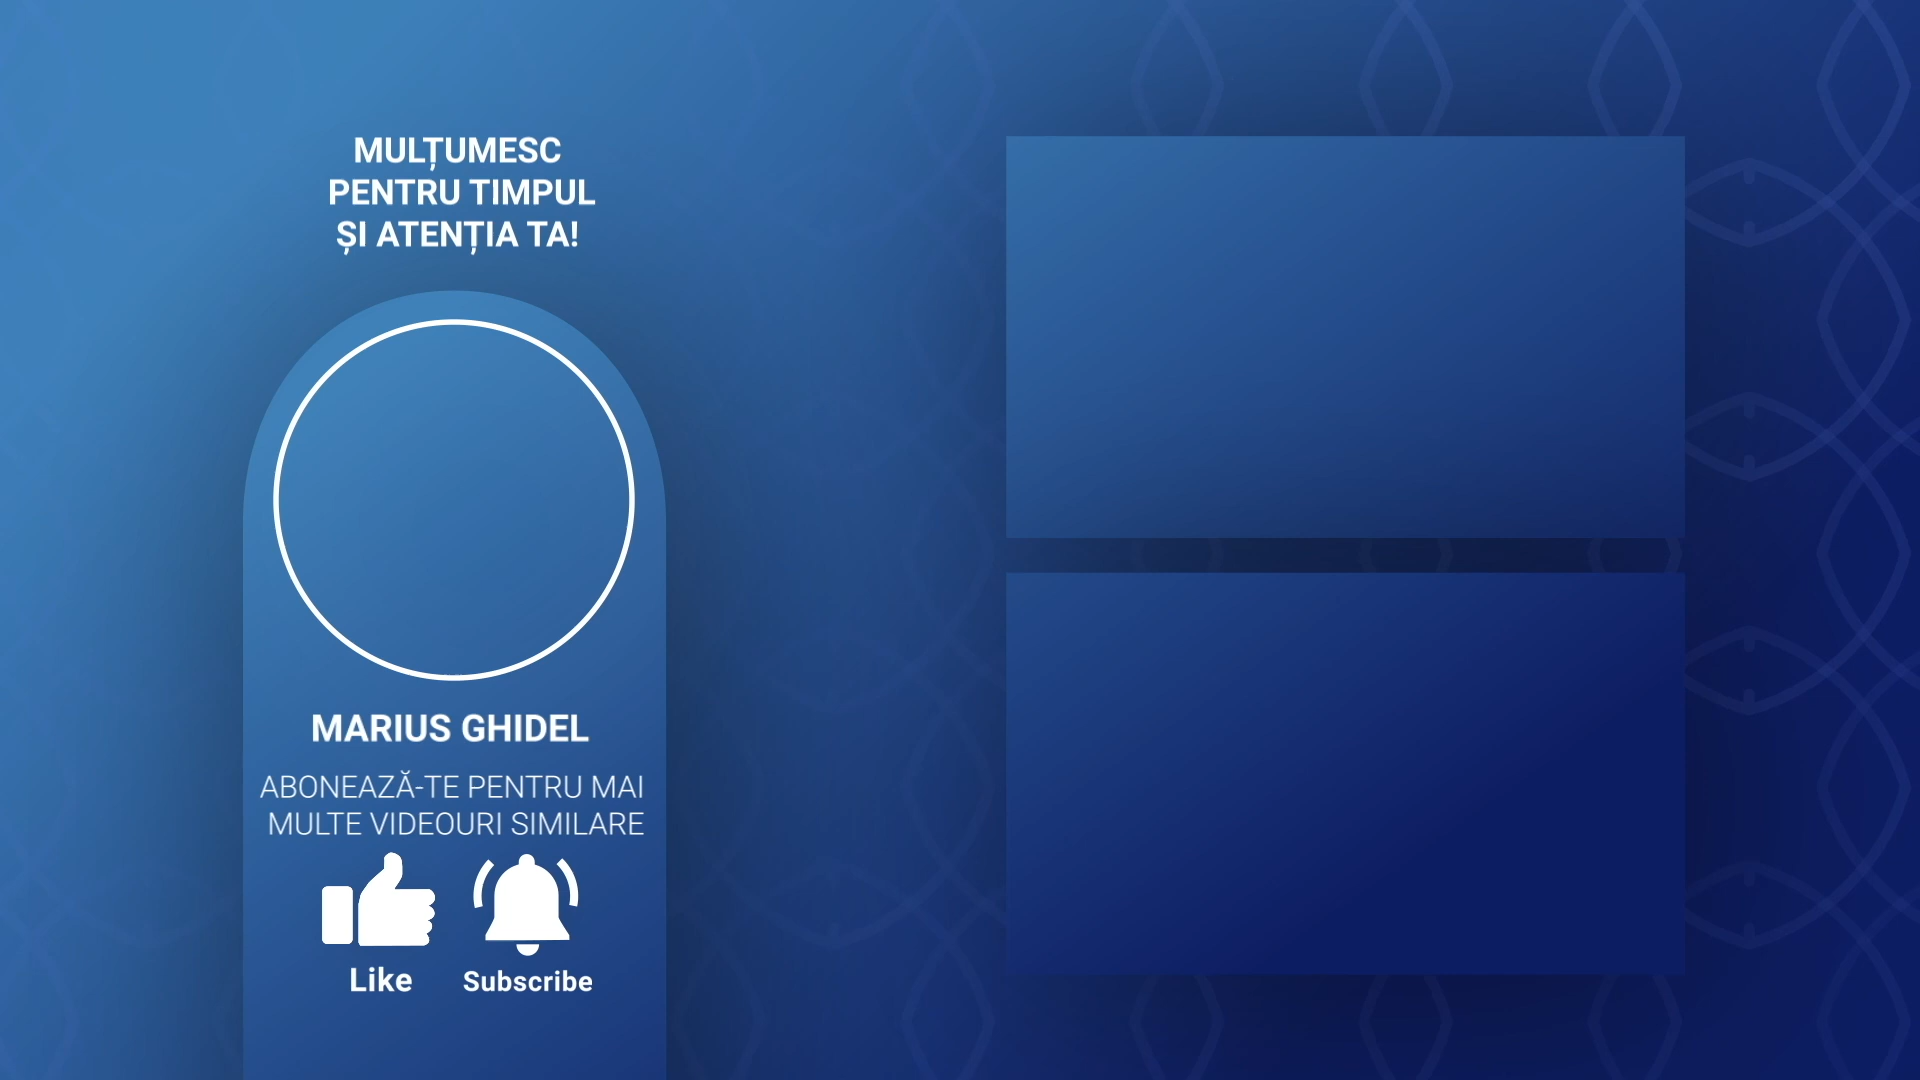 MULȚUMESC
PENTRU TIMPUL
ȘI ATENȚIA TA!
MARIUS GHIDEL
ABONEAZĂ-TE PENTRU MAI
MULTE VIDEOURI SIMILARE
Like
Subscribe